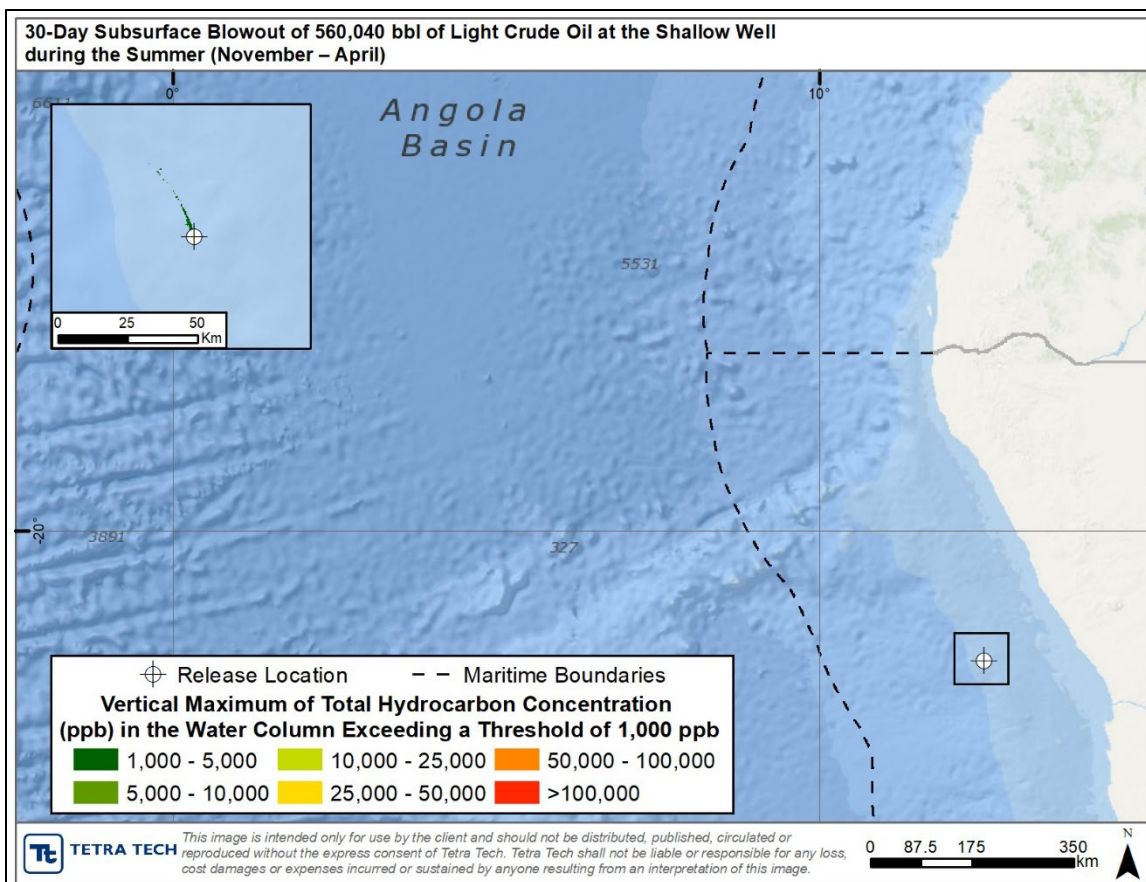 30-Day Subsurface Blowout of 560,040 bbl of Light Crude Oil at the Shallow Well
during the Summer (November – April)
0°
10°
6611
Angola
Basin
5531
0 25 50
Km
-20°
3891
327
Release Location
Maritime Boundaries
Vertical Maximum of Total Hydrocarbon Concentration
(ppb) in the Water Column Exceeding a Threshold of 1,000 ppb
1,000 - 5,000
10,000 - 25,000
50,000 - 100,000
5,000 - 10,000
25,000 - 50,000
>100,000
Tt TETRA TECH
This image is intended only for use by the client and should not be distributed, published, circulated or
reproduced without the express consent of Tetra Tech. Tetra Tech shall not be liable or responsible for any loss,
cost damages or expenses incurred or sustained by anyone resulting from an interpretation of this image.
0 87.5 175 350
km
N